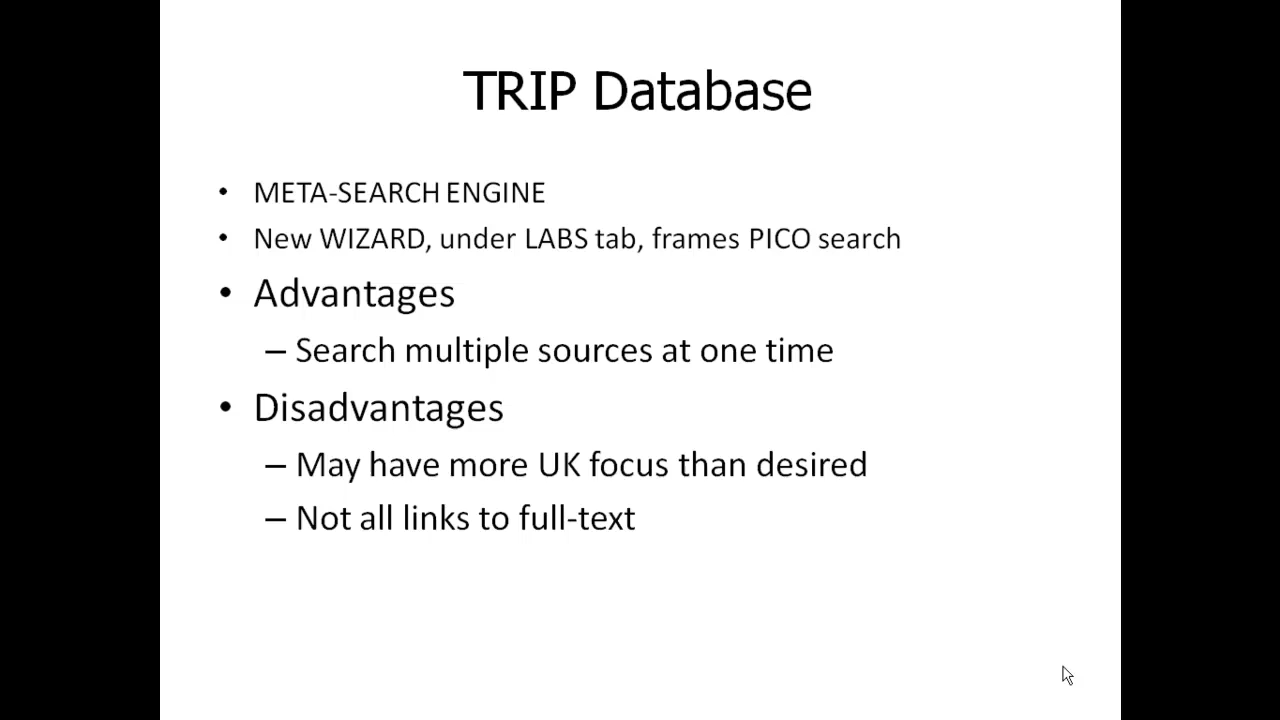 TRIP Database
• META-SEARCH ENGINE
• New WIZARD, under LABS tab, frames PICO search
• Advantages
– Search multiple sources at one time
• Disadvantages
– May have more UK focus than desired
– Not all links to full-text